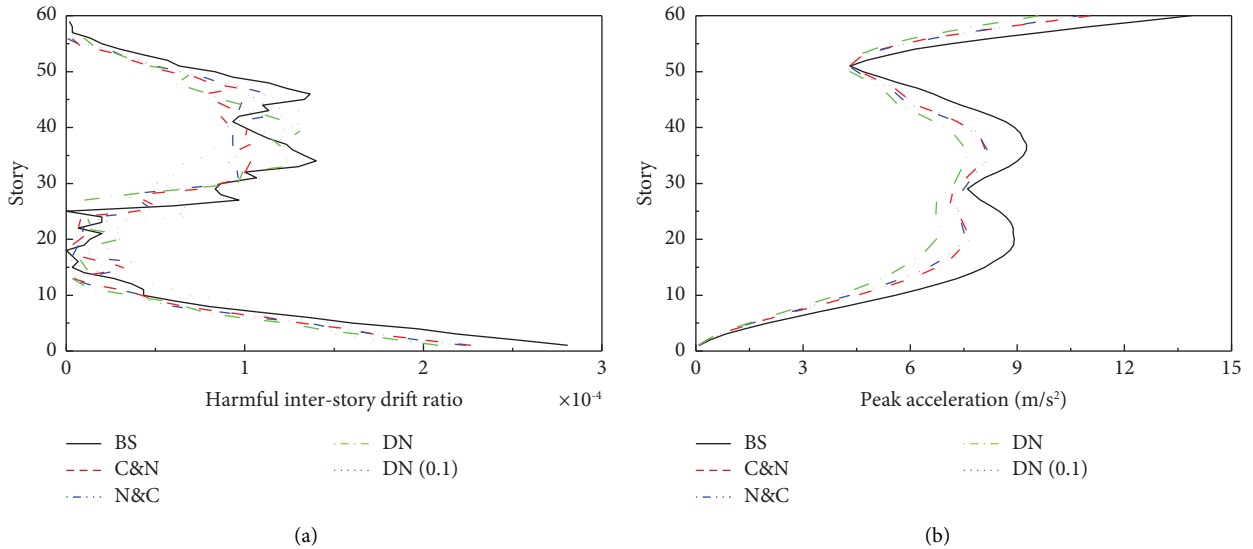 60
50
40
30
20
10
0
Story
0
1
2
3
Harmful inter-story drift ratio
×10⁻⁴
BS
C&N
N&C
DN
DN (0.1)
(a)
60
50
40
30
20
10
0
Story
0
3
6
9
12
15
Peak acceleration (m/s²)
BS
C&N
N&C
DN
DN (0.1)
(b)